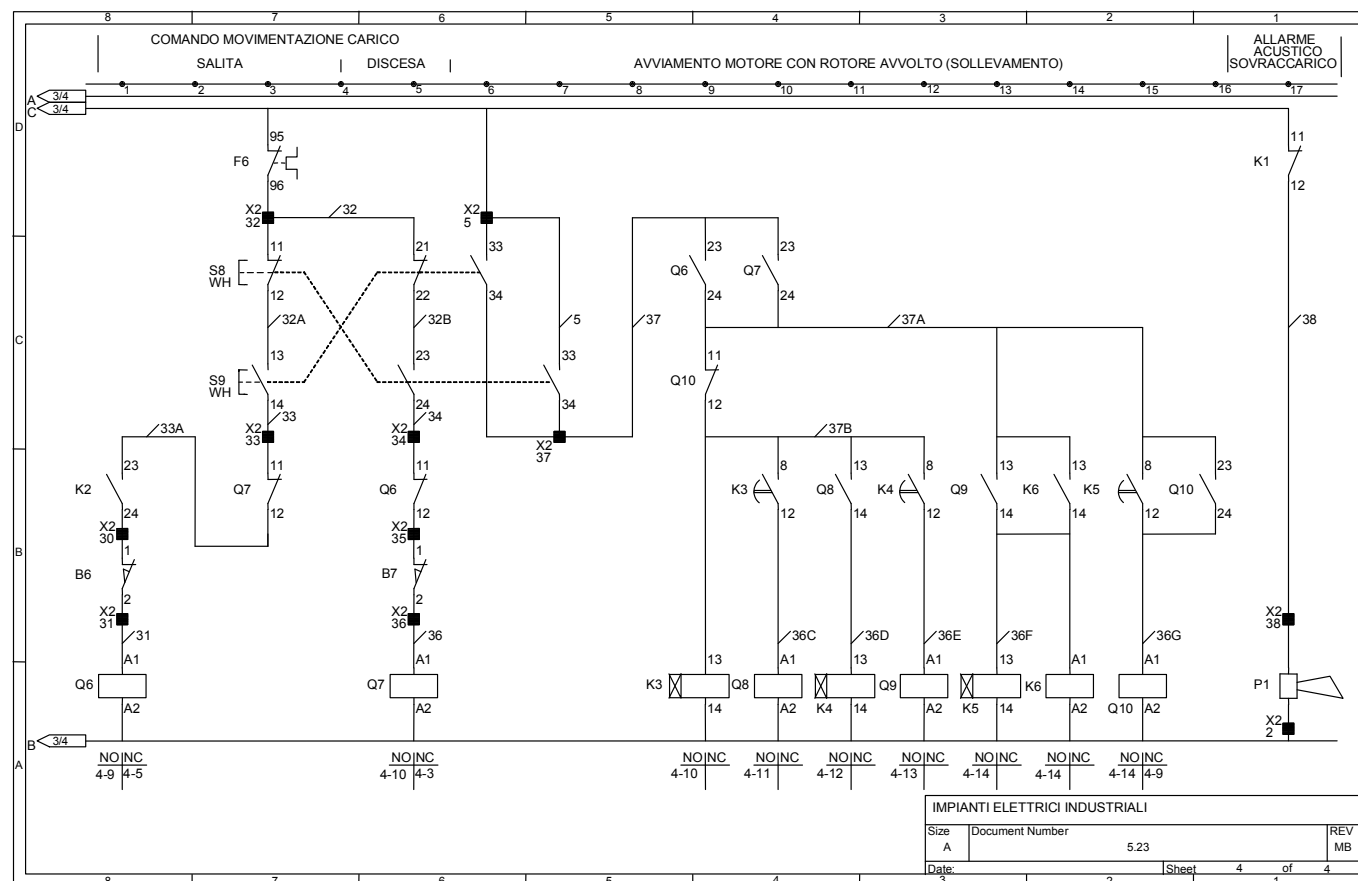 8 7 6 5 4 3 2 1
COMANDO MOVIMENTAZIONE CARICO
SALITA DISCESA AVVIAMENTO MOTORE CON ROTORE AVVOLTO (SOLLEVAMENTO)
ALLARME
ACUSTICO
SOVRACCARICO
1 2 3 4 5 6 7 8 9 10 11 12 13 14 15 16 17
A 3/4
C 3/4
D
95 11
F6 K1
96 12
X2 32 X2
32 5
11 21 33 23 23
S8 Q6 Q7
WH
12 22 34 24 24
32A 32B 5 37 37A 38
C
13 23 33 11
S9 Q10
WH
14 24 34 12
33 34
33A X2 X2 X2 37B
33 34 37
23 11 11 8 13 8 13 13 8 23
K2 Q7 Q6 K3 Q8 K4 Q9 K6 K5 Q10
24 12 12 12 14 12 14 14 12 24
X2 X2
30 35
B
1 1
B6 B7
2 2
X2 X2 X2
31 36 38
31 36 36C 36D 36E 36F 36G
A1 A1 13 A1 13 A1 13 A1 A1
Q6 Q7 K3 Q8 K4 Q9 K5 K6 Q10 P1
A2 A2 14 A2 14 A2 14 A2 A2
X2
2
B 3/4
A
NO NC NO NC NO NC NO NC NO NC NO NC NO NC NO NC NO NC
4-9 4-5 4-10 4-3 4-10 4-11 4-12 4-13 4-14 4-14 4-14 4-9
IMPIANTI ELETTRICI INDUSTRIALI
Size Document Number REV
A 5.23 MB
Date: Sheet 4 of 4
8 7 6 5 4 3 2 1